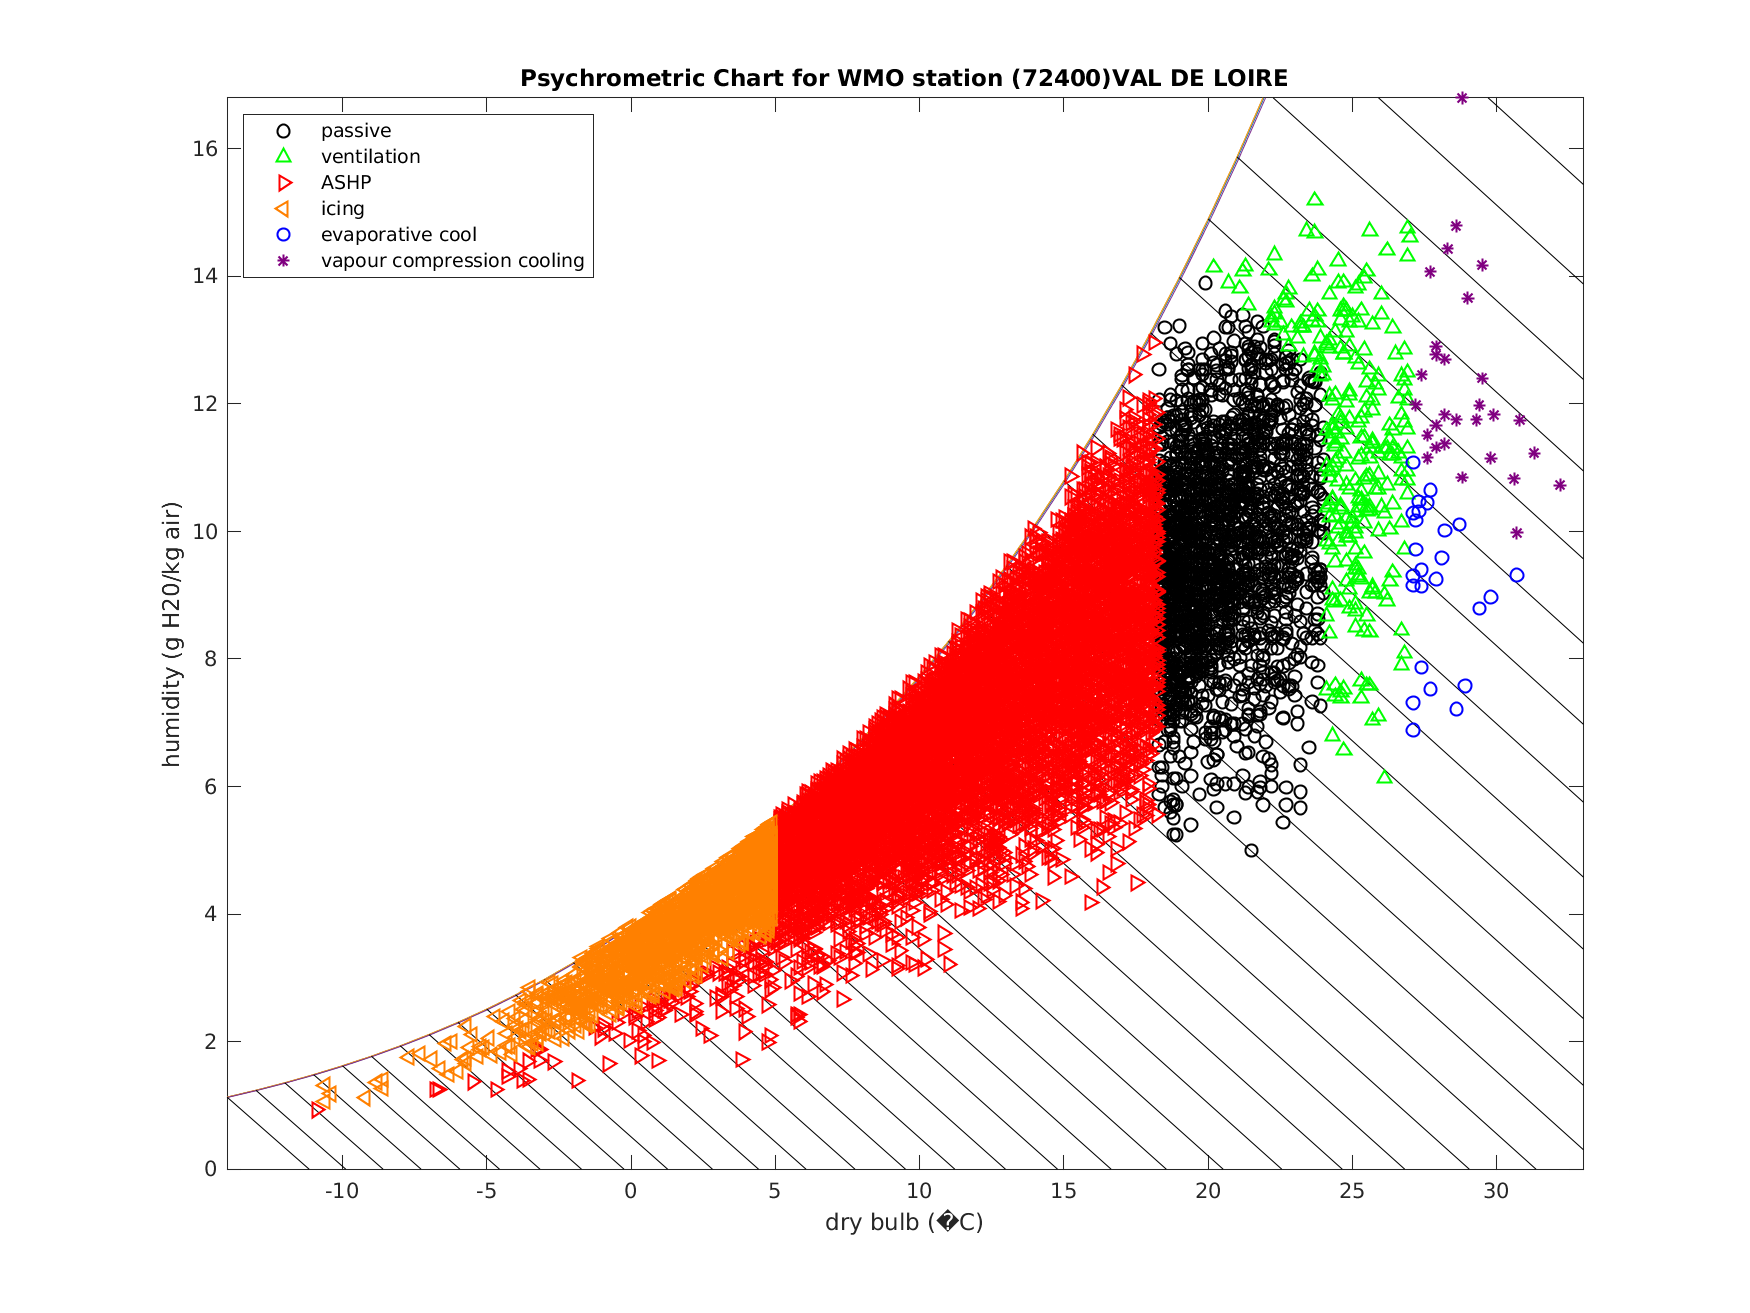 Psychrometric Chart for WMO station (72400)VAL DE LOIRE
passive
ventilation
ASHP
icing
evaporative cool
vapour compression cooling
humidity (g H20/kg air)
16
14
12
10
8
6
4
2
0
-10 -5 0 5 10 15 20 25 30
dry bulb (�C)